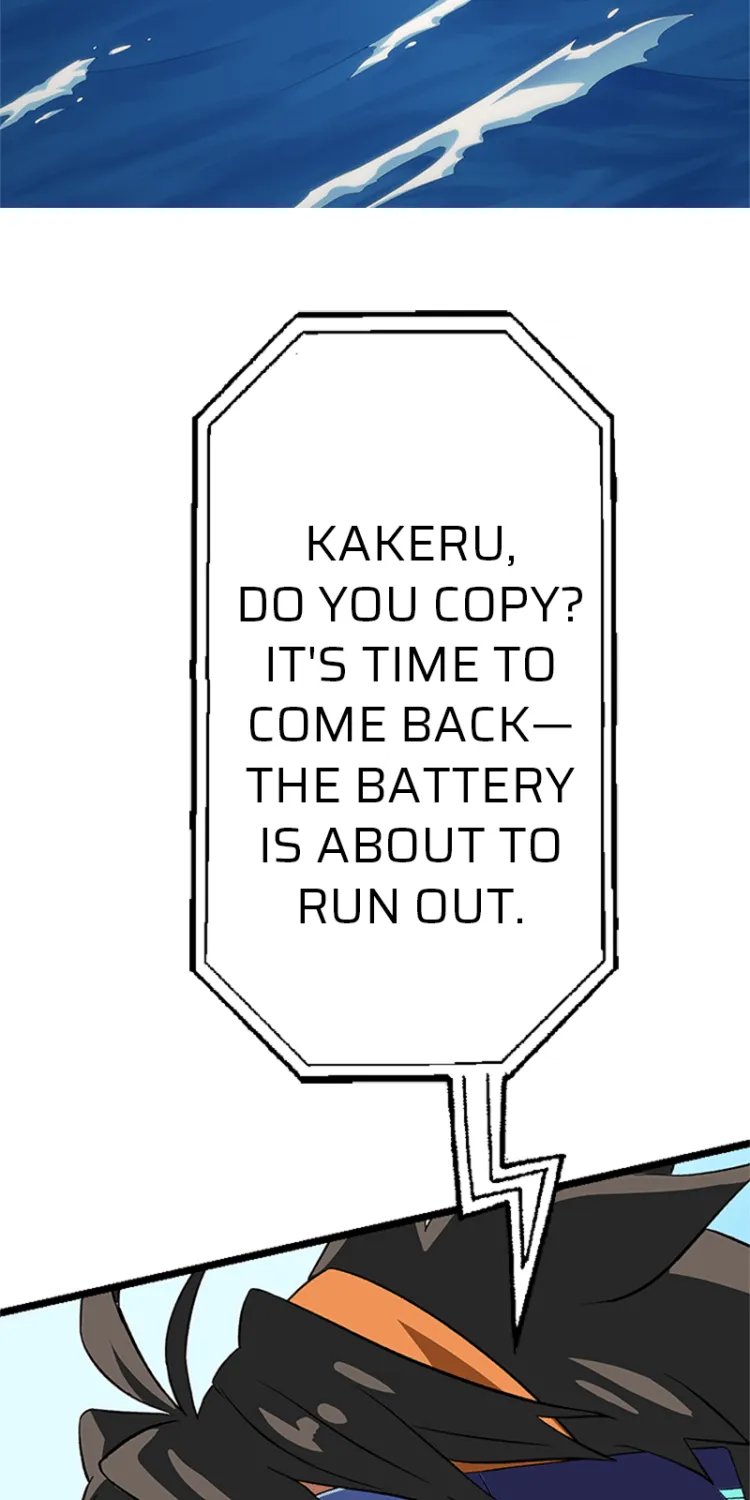 KAKERU,
DO YOU COPY?
IT'S TIME TO
COME BACK—
THE BATTERY
IS ABOUT TO
RUN OUT.